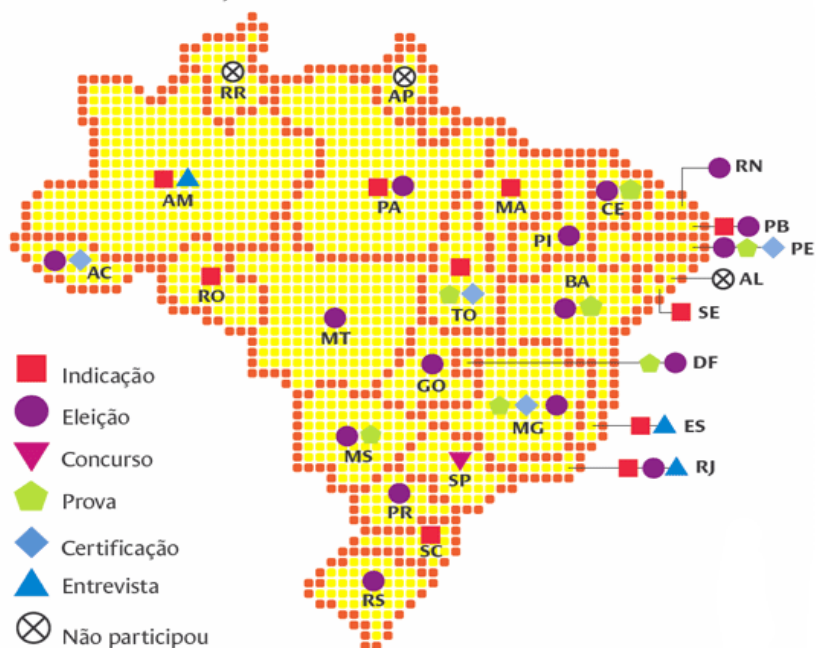 RR
AP
RN
AM
PA
MA
CE
PB
PI
PE
AC
BA
AL
RO
TO
SE
MT
DF
GO
MG
ES
MS
SP
RJ
PR
SC
RS
Indicação
Eleição
Concurso
Prova
Certificação
Entrevista
Não participou